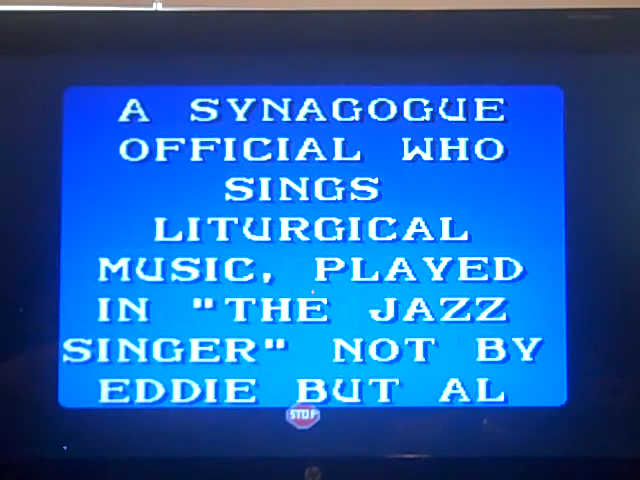 A SYNAGOGUE
OFFICIAL WHO
SINGS
LITURGICAL
MUSIC, PLAYED
IN "THE JAZZ
SINGER" NOT BY
EDDIE BUT AL
STOP